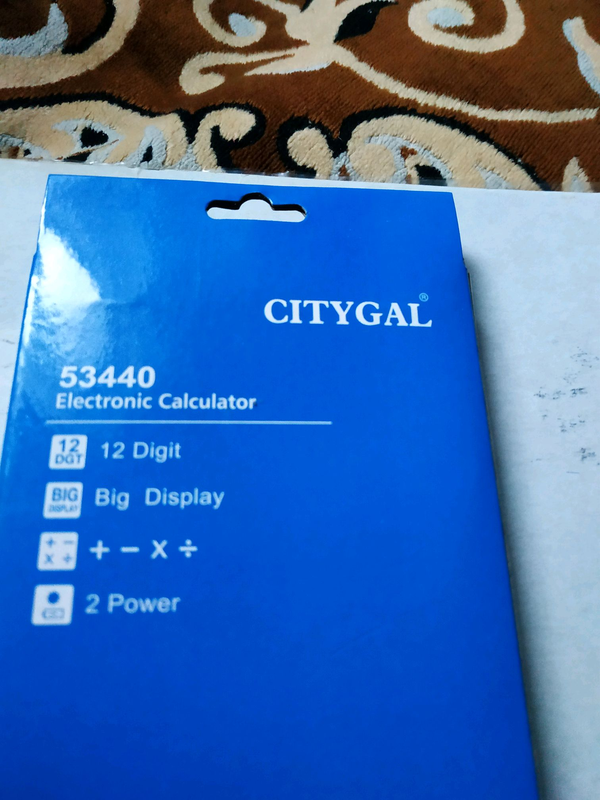 CITYGAL®
53440
Electronic Calculator
12 DGT 12 Digit
BIG DISPLAY Big Display
+ − x ÷ + − x ÷
2 Power